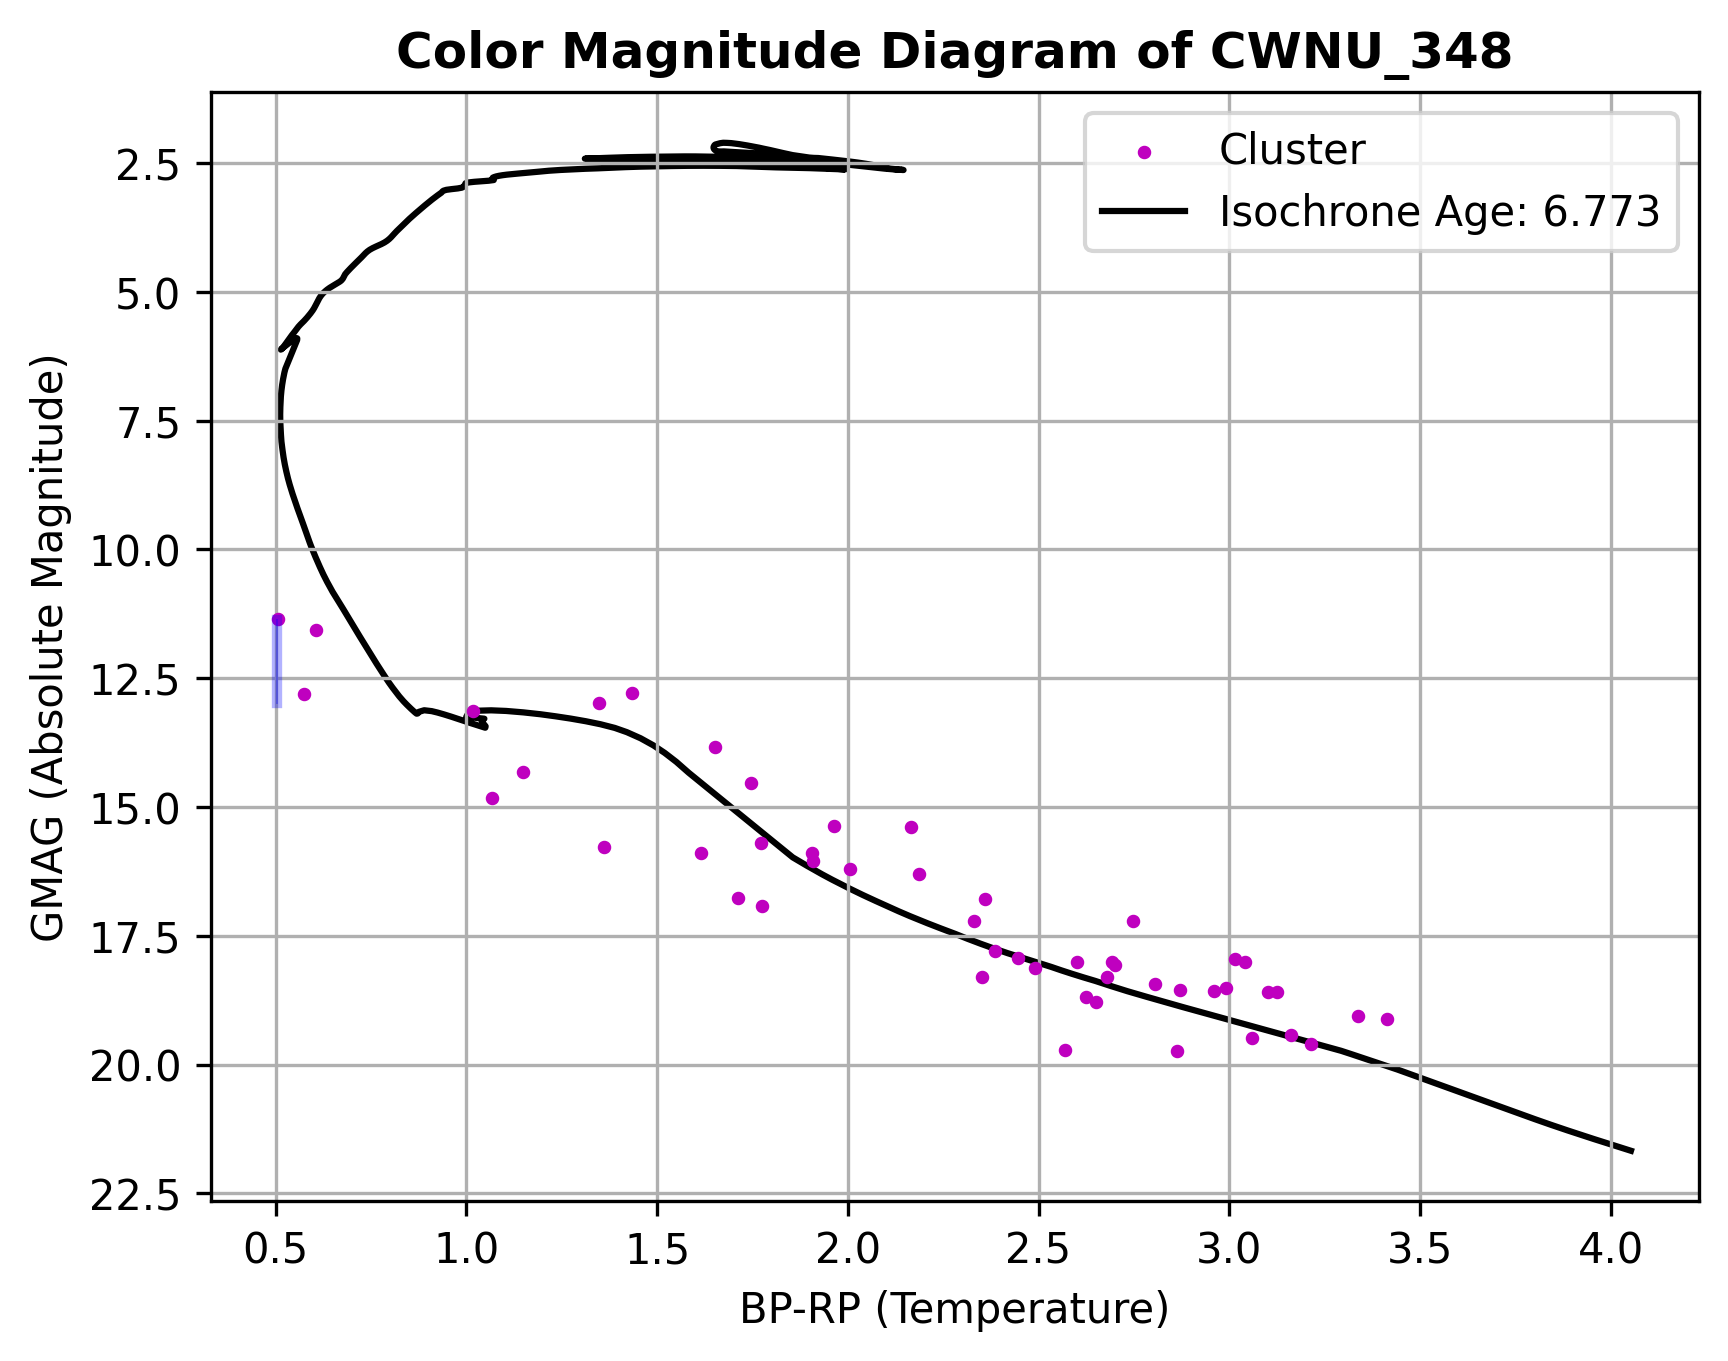 Color Magnitude Diagram of CWNU_348
Cluster
Isochrone Age: 6.773
GMAG (Absolute Magnitude)
2.5
5.0
7.5
10.0
12.5
15.0
17.5
20.0
22.5
0.5 1.0 1.5 2.0 2.5 3.0 3.5 4.0
BP-RP (Temperature)